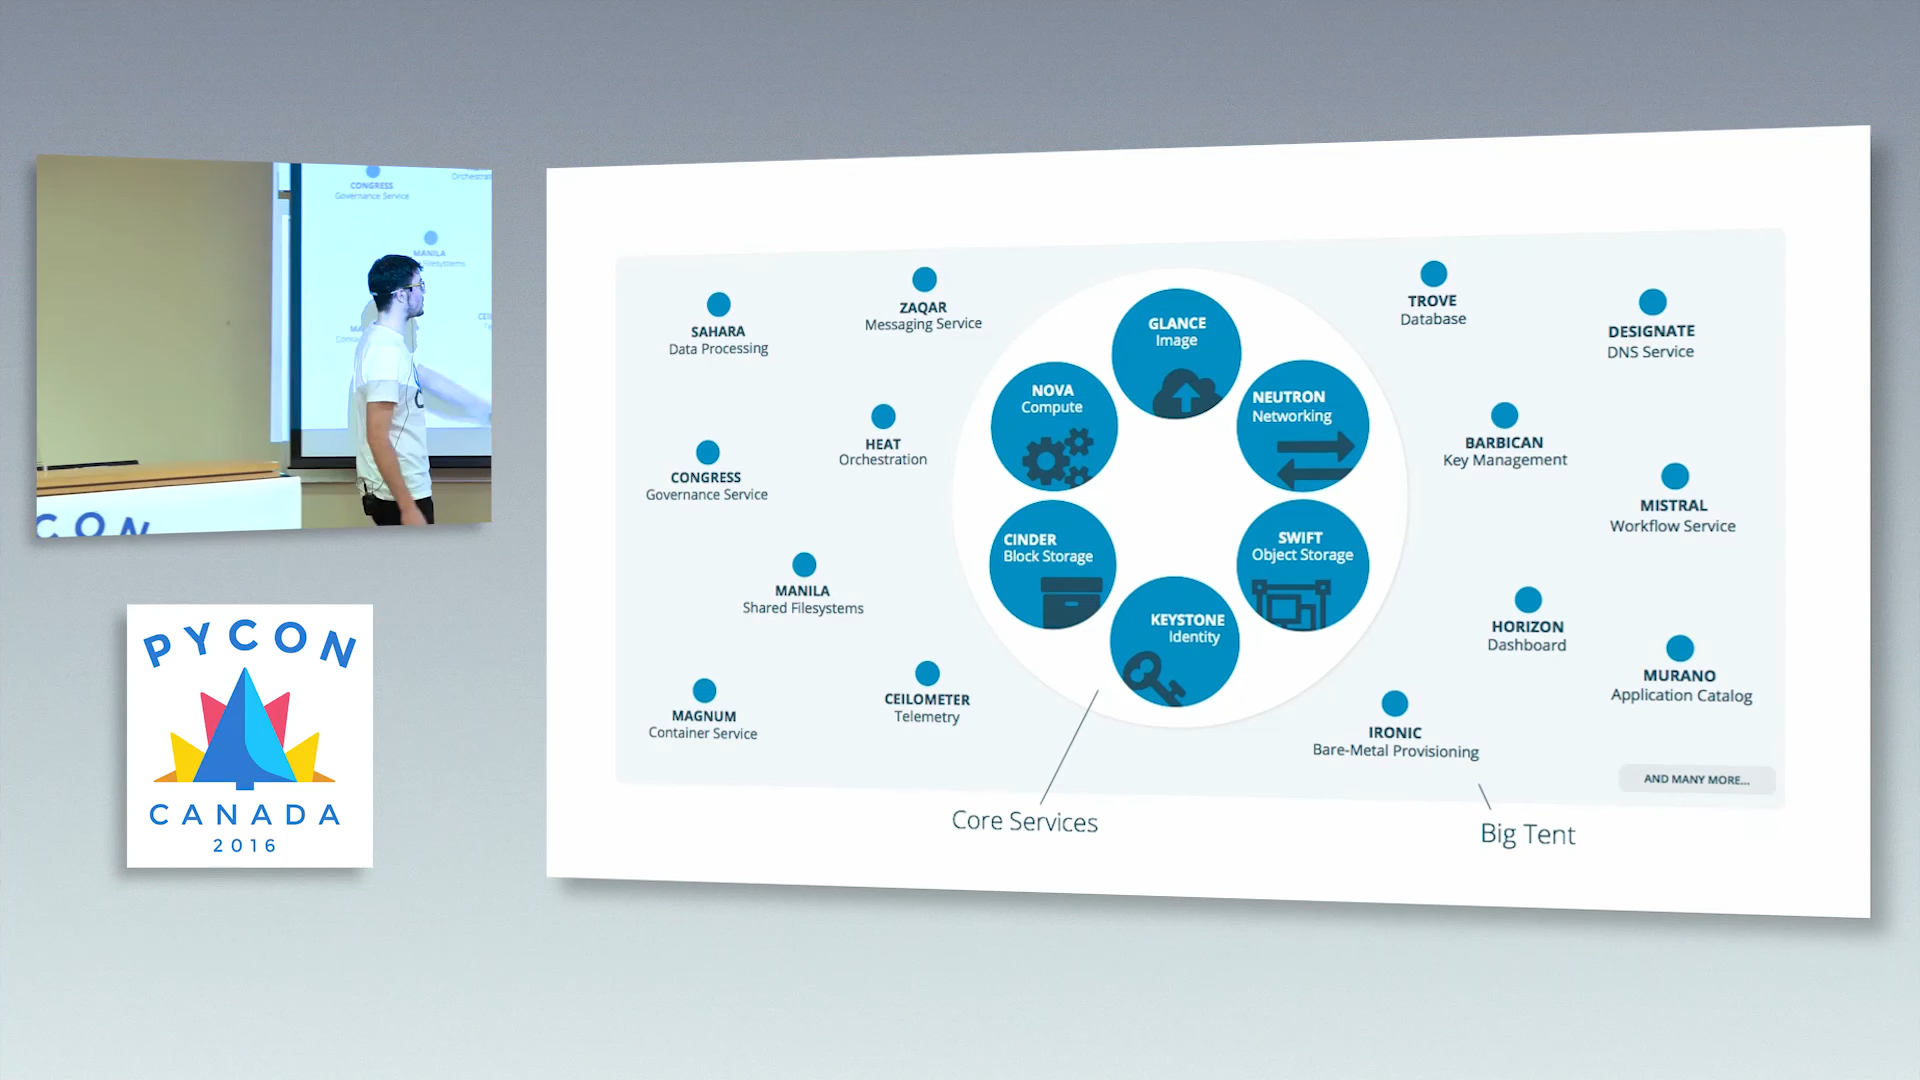 CONGRESS
Governance Service
MANILA
Filesystems
PYCON
CANADA
2016
SAHARA
Data Processing
ZAQAR
Messaging Service
CONGRESS
Governance Service
HEAT
Orchestration
MANILA
Shared Filesystems
MAGNUM
Container Service
CEILOMETER
Telemetry
GLANCE
Image
NOVA
Compute
NEUTRON
Networking
CINDER
Block Storage
SWIFT
Object Storage
KEYSTONE
Identity
TROVE
Database
DESIGNATE
DNS Service
BARBICAN
Key Management
MISTRAL
Workflow Service
HORIZON
Dashboard
MURANO
Application Catalog
IRONIC
Bare-Metal Provisioning
AND MANY MORE...
Core Services
Big Tent